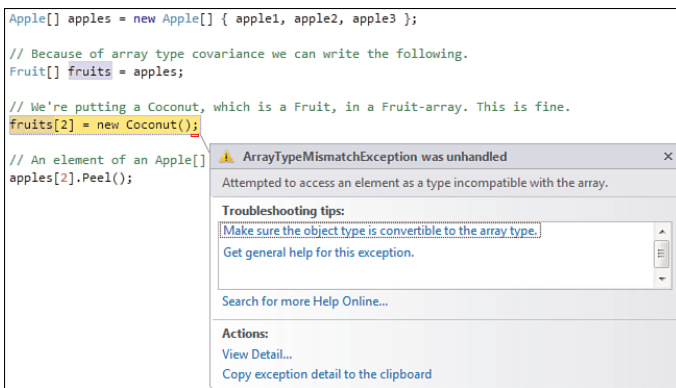 Apple[] apples = new Apple[] { apple1, apple2, apple3 };
// Because of array type covariance we can write the following.
Fruit[] fruits = apples;
// We're putting a Coconut, which is a Fruit, in a Fruit-array. This is fine.
fruits[2] = new Coconut();
// An element of an Apple[]
apples[2].Peel();
ArrayTypeMismatchException was unhandled
Attempted to access an element as a type incompatible with the array.
Troubleshooting tips:
Make sure the object type is convertible to the array type.
Get general help for this exception.
Search for more Help Online...
Actions:
View Detail...
Copy exception detail to the clipboard